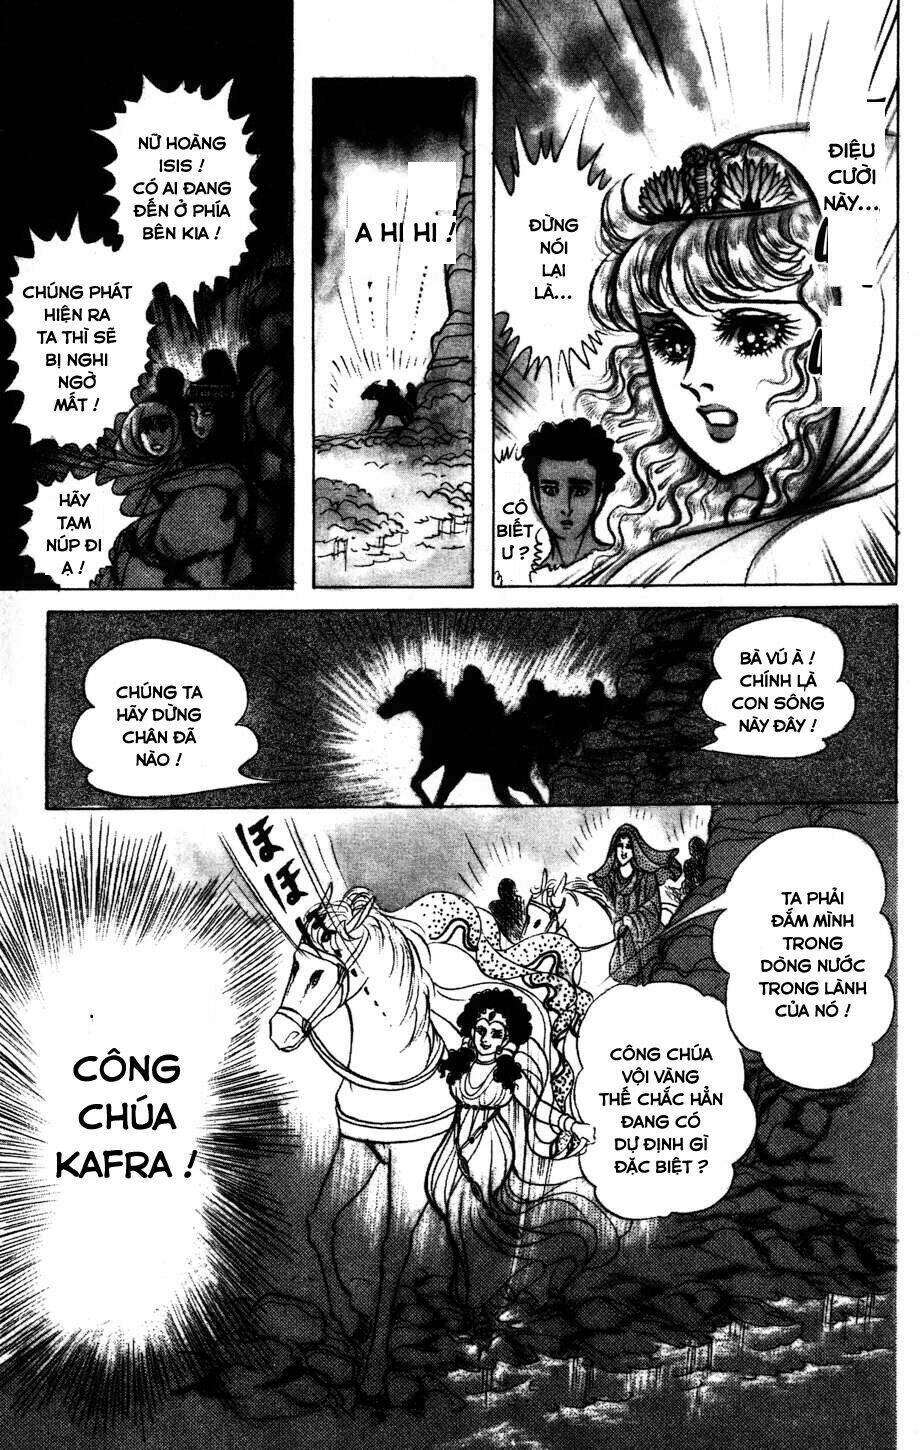 ĐIỆU
CƯỜI
NÀY...
ĐỪNG
NÓI
LẠI
LÀ...
CÔ
BIẾT
Ư ?
A HI HI !
NỮ HOÀNG
ISIS !
CÓ AI ĐANG
ĐẾN Ở PHÍA
BÊN KIA !
CHÚNG PHÁT
HIỆN RA
TA THÌ SẼ
BỊ NGHI
NGỜ
MẤT !
HÃY
TẠM
NÚP ĐI
Ạ !
BÀ VÚ À !
CHÍNH LÀ
CON SÔNG
NÀY ĐÂY !
CHÚNG TA
HÃY DỪNG
CHÂN ĐÃ
NÀO !
TA PHẢI
ĐẮM MÌNH
TRONG
DÒNG NƯỚC
TRONG LÀNH
CỦA NÓ !
CÔNG CHÚA
VỘI VÀNG
THẾ CHẮC HẲN
ĐANG CÓ
DỰ ĐỊNH GÌ
ĐẶC BIỆT ?
ほほほ
CÔNG
CHÚA
KAFRA !